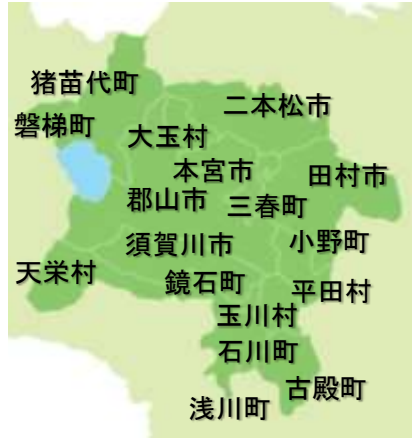 猪苗代町
二本松市
磐梯町
大玉村
本宮市
田村市
郡山市
三春町
須賀川市
小野町
天栄村
鏡石町
平田村
玉川村
石川町
古殿町
浅川町